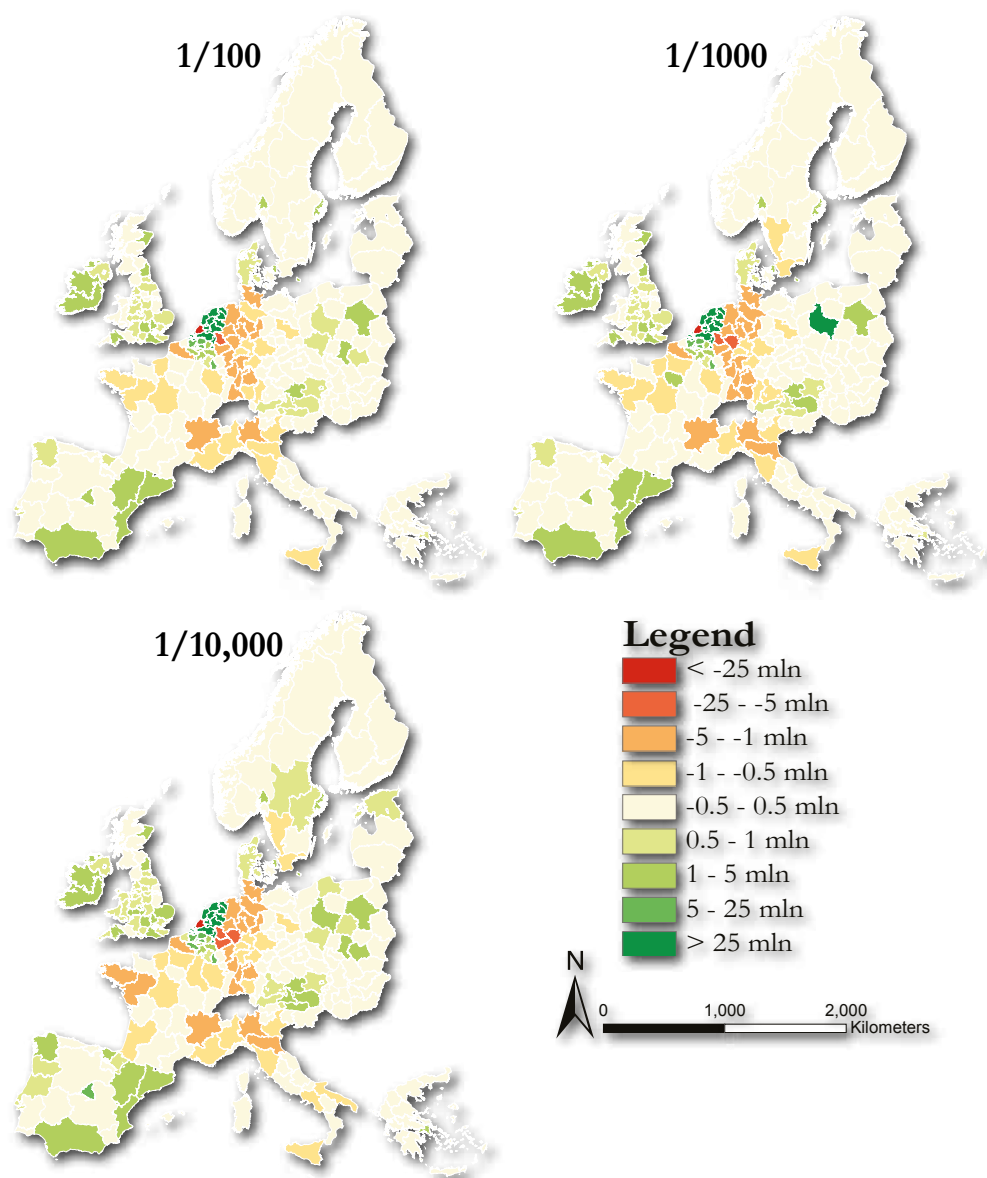 1/100
1/1000
1/10,000
Legend
< -25 mln
-25 - -5 mln
-5 - -1 mln
-1 - -0.5 mln
-0.5 - 0.5 mln
0.5 - 1 mln
1 - 5 mln
5 - 25 mln
> 25 mln
N
0 1,000 2,000
Kilometers